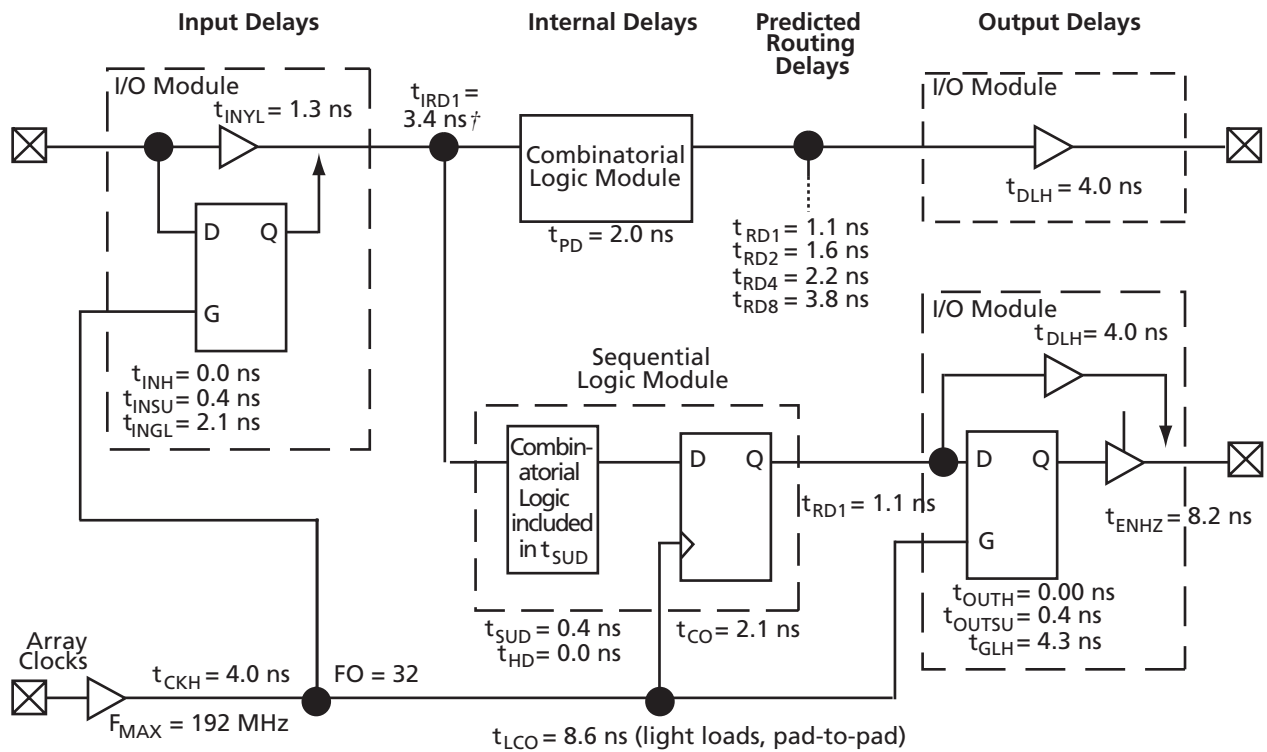 Input Delays
Internal Delays
Predicted
Routing
Delays
Output Delays
I/O Module
tINYL = 1.3 ns
tIRD1 =
3.4 ns†
Combinatorial
Logic Module
tPD = 2.0 ns
tRD1 = 1.1 ns
tRD2 = 1.6 ns
tRD4 = 2.2 ns
tRD8 = 3.8 ns
I/O Module
tDLH = 4.0 ns
D Q
G
tINH = 0.0 ns
tINSU = 0.4 ns
tINGL = 2.1 ns
Sequential
Logic Module
Combin-
atorial
Logic
included
in tSUD
D Q
tSUD = 0.4 ns
tHD = 0.0 ns
tCO = 2.1 ns
tRD1 = 1.1 ns
I/O Module
tDLH = 4.0 ns
D Q
G
tENHZ = 8.2 ns
tOUTH = 0.00 ns
tOUTSU = 0.4 ns
tGLH = 4.3 ns
Array
Clocks
tCKH = 4.0 ns
FO = 32
FMAX = 192 MHz
tLCO = 8.6 ns (light loads, pad-to-pad)